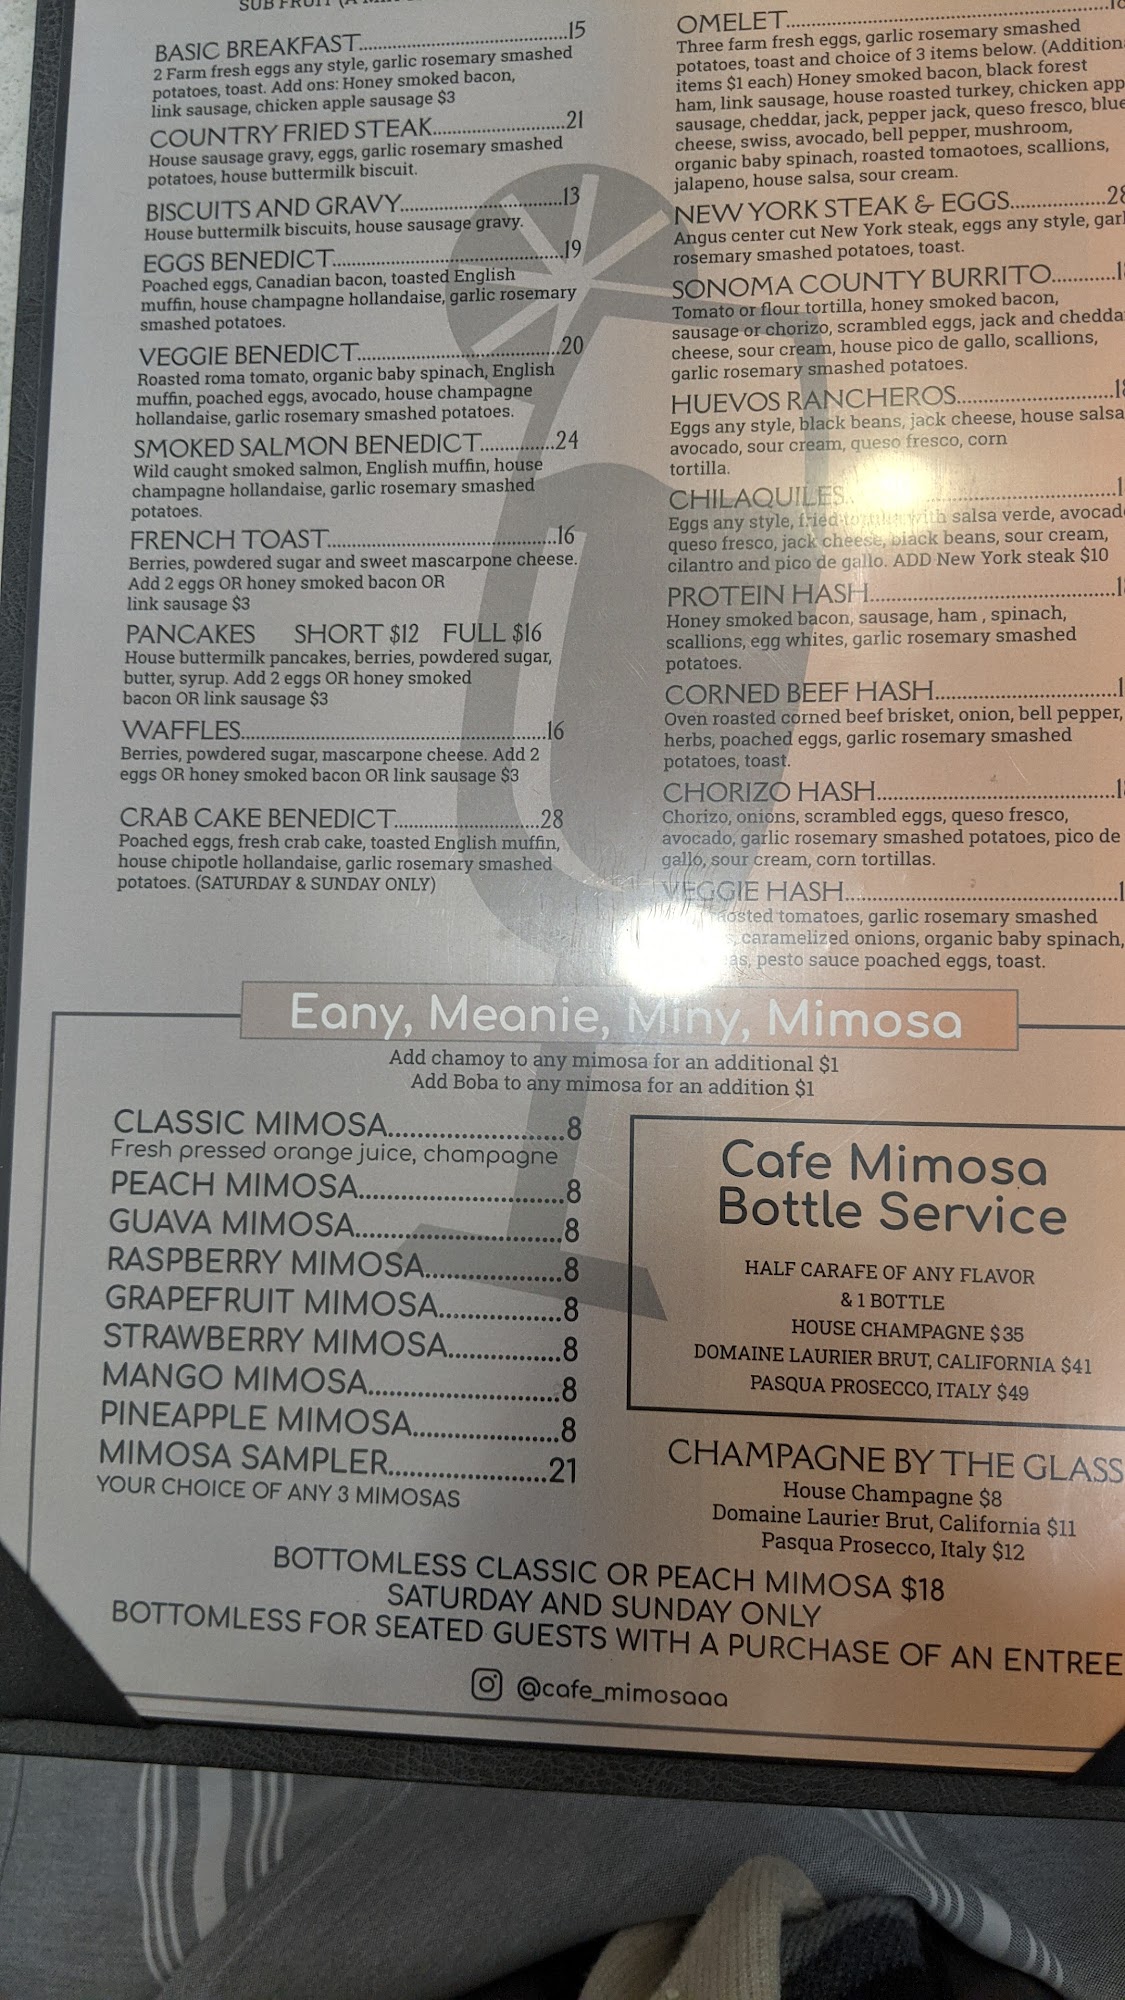 SUB FRUIT (A
BASIC BREAKFAST...15
2 Farm fresh eggs any style, garlic rosemary smashed
potatoes, toast. Add ons: Honey smoked bacon,
link sausage, chicken apple sausage $3
COUNTRY FRIED STEAK...21
House sausage gravy, eggs, garlic rosemary smashed
potatoes, house buttermilk biscuit.
BISCUITS AND GRAVY...13
House buttermilk biscuits, house sausage gravy.
EGGS BENEDICT...19
Poached eggs, Canadian bacon, toasted English
muffin, house champagne hollandaise, garlic rosemary
smashed potatoes.
VEGGIE BENEDICT...20
Roasted roma tomato, organic baby spinach, English
muffin, poached eggs, avocado, house champagne
hollandaise, garlic rosemary smashed potatoes.
SMOKED SALMON BENEDICT...24
Wild caught smoked salmon, English muffin, house
champagne hollandaise, garlic rosemary smashed
potatoes.
FRENCH TOAST...16
Berries, powdered sugar and sweet mascarpone cheese.
Add 2 eggs OR honey smoked bacon OR
link sausage $3
PANCAKES SHORT $12 FULL $16
House buttermilk pancakes, berries, powdered sugar,
butter, syrup. Add 2 eggs OR honey smoked
bacon OR link sausage $3
WAFFLES...16
Berries, powdered sugar, mascarpone cheese. Add 2
eggs OR honey smoked bacon OR link sausage $3
CRAB CAKE BENEDICT...28
Poached eggs, fresh crab cake, toasted English muffin,
house chipotle hollandaise, garlic rosemary smashed
potatoes. (SATURDAY & SUNDAY ONLY)
OMELET...
Three farm fresh eggs, garlic rosemary smashed
potatoes, toast and choice of 3 items below. (Addition
items $1 each) Honey smoked bacon, black forest
ham, link sausage, house roasted turkey, chicken app
sausage, cheddar, jack, pepper jack, queso fresco, blue
cheese, swiss, avocado, bell pepper, mushroom,
organic baby spinach, roasted tomaotoes, scallions,
jalapeno, house salsa, sour cream.
NEW YORK STEAK & EGGS...28
Angus center cut New York steak, eggs any style, garl
rosemary smashed potatoes, toast.
SONOMA COUNTY BURRITO...
Tomato or flour tortilla, honey smoked bacon,
sausage or chorizo, scrambled eggs, jack and chedda
cheese, sour cream, house pico de gallo, scallions,
garlic rosemary smashed potatoes.
HUEVOS RANCHEROS...
Eggs any style, black beans, jack cheese, house salsa
avocado, sour cream, queso fresco, corn
tortilla.
CHILAQUILES...
Eggs any style, fried with salsa verde, avocad
queso fresco, jack cheese, black beans, sour cream,
cilantro and pico de gallo. ADD New York steak $10
PROTEIN HASH...
Honey smoked bacon, sausage, ham , spinach,
scallions, egg whites, garlic rosemary smashed
potatoes.
CORNED BEEF HASH...
Oven roasted corned beef brisket, onion, bell pepper,
herbs, poached eggs, garlic rosemary smashed
potatoes, toast.
CHORIZO HASH...
Chorizo, onions, scrambled eggs, queso fresco,
avocado, garlic rosemary smashed potatoes, pico de
gallo, sour cream, corn tortillas.
VEGGIE HASH...
tomatoes, garlic rosemary smashed
caramelized onions, organic baby spinach,
pesto sauce poached eggs, toast.
Eany, Meanie, Miny, Mimosa
Add chamoy to any mimosa for an additional $1
Add Boba to any mimosa for an addition $1
CLASSIC MIMOSA...8
Fresh pressed orange juice, champagne
PEACH MIMOSA...8
GUAVA MIMOSA...8
RASPBERRY MIMOSA...8
GRAPEFRUIT MIMOSA...8
STRAWBERRY MIMOSA...8
MANGO MIMOSA...8
PINEAPPLE MIMOSA...8
MIMOSA SAMPLER...21
YOUR CHOICE OF ANY 3 MIMOSAS
Cafe Mimosa
Bottle Service
HALF CARAFE OF ANY FLAVOR
& 1 BOTTLE
HOUSE CHAMPAGNE $35
DOMAINE LAURIER BRUT, CALIFORNIA $41
PASQUA PROSECCO, ITALY $49
CHAMPAGNE BY THE GLASS
House Champagne $8
Domaine Laurier Brut, California $11
Pasqua Prosecco, Italy $12
BOTTOMLESS CLASSIC OR PEACH MIMOSA $18
SATURDAY AND SUNDAY ONLY
BOTTOMLESS FOR SEATED GUESTS WITH A PURCHASE OF AN ENTREE
@cafe_mimosaaa